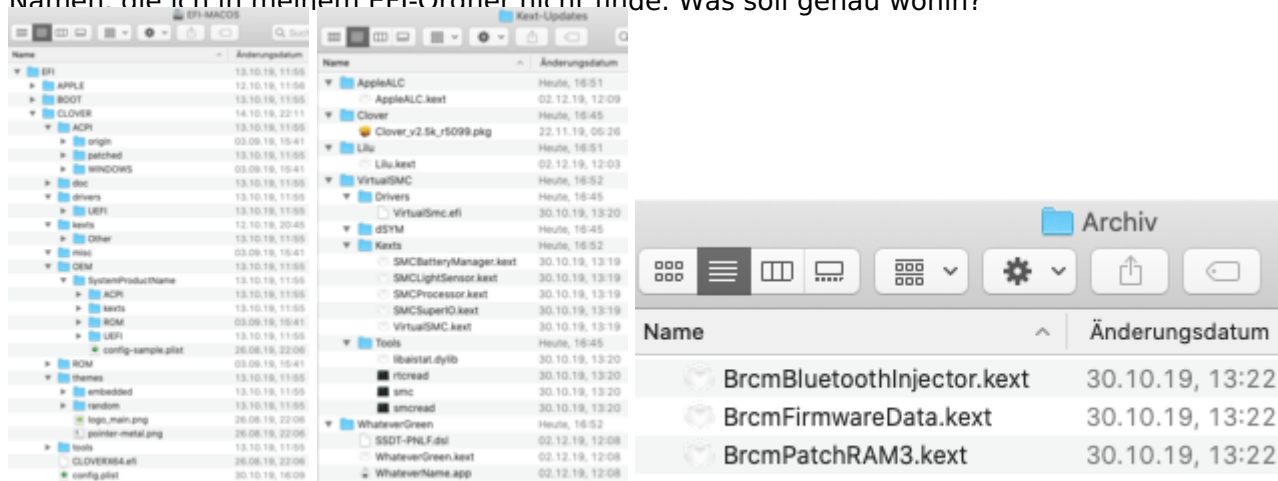 Namen, die ich in meinem EFI-Ordner nicht finde. Was soll genau wohin?
EFI-MACOS
Name Änderungsdatum
EFI 13.10.19, 11:55
APPLE 12.10.19, 11:56
BOOT 13.10.19, 11:55
CLOVER 14.10.19, 22:11
ACPI 13.10.19, 11:55
origin 03.09.19, 15:41
patched 13.10.19, 11:55
WINDOWS 03.09.19, 15:41
doc 13.10.19, 11:55
drivers 13.10.19, 11:55
UEFI 13.10.19, 11:55
kexts 12.10.19, 20:45
Other 13.10.19, 11:55
misc 03.09.19, 15:41
OEM 13.10.19, 11:55
SystemProductName 13.10.19, 11:55
ACPI 13.10.19, 11:55
kexts 13.10.19, 11:55
ROM 03.09.19, 15:41
UEFI 13.10.19, 11:55
config-sample.plist 26.08.19, 22:06
ROM 03.09.19, 15:41
themes 13.10.19, 11:55
embedded 13.10.19, 11:55
random 13.10.19, 11:55
logo_main.png 26.08.19, 22:06
pointer-metal.png 26.08.19, 22:06
tools 13.10.19, 11:55
CLOVERX64.efi 26.08.19, 22:06
config.plist 30.10.19, 16:09
Kext-Updates
Name Änderungsdatum
AppleALC Heute, 16:51
AppleALC.kext 02.12.19, 12:09
Clover Heute, 16:45
Clover_v2.5k_r5099.pkg 22.11.19, 05:26
Lilu Heute, 16:51
Lilu.kext 02.12.19, 12:03
VirtualSMC Heute, 16:52
Drivers Heute, 16:45
VirtualSmc.efi 30.10.19, 13:20
dSYM Heute, 16:45
Kexts Heute, 16:52
SMCBatteryManager.kext 30.10.19, 13:19
SMCLightSensor.kext 30.10.19, 13:19
SMCProcessor.kext 30.10.19, 13:19
SMCSuperIO.kext 30.10.19, 13:19
VirtualSMC.kext 30.10.19, 13:19
Tools Heute, 16:45
libaistat.dylib 30.10.19, 13:20
rtcread 30.10.19, 13:20
smc 30.10.19, 13:20
smcread 30.10.19, 13:20
WhateverGreen Heute, 16:52
SSDT-PNLF.dsl 02.12.19, 12:08
WhateverGreen.kext 02.12.19, 12:08
WhateverName.app 02.12.19, 12:08
Archiv
Name Änderungsdatum
BrcmBluetoothInjector.kext 30.10.19, 13:22
BrcmFirmwareData.kext 30.10.19, 13:22
BrcmPatchRAM3.kext 30.10.19, 13:22